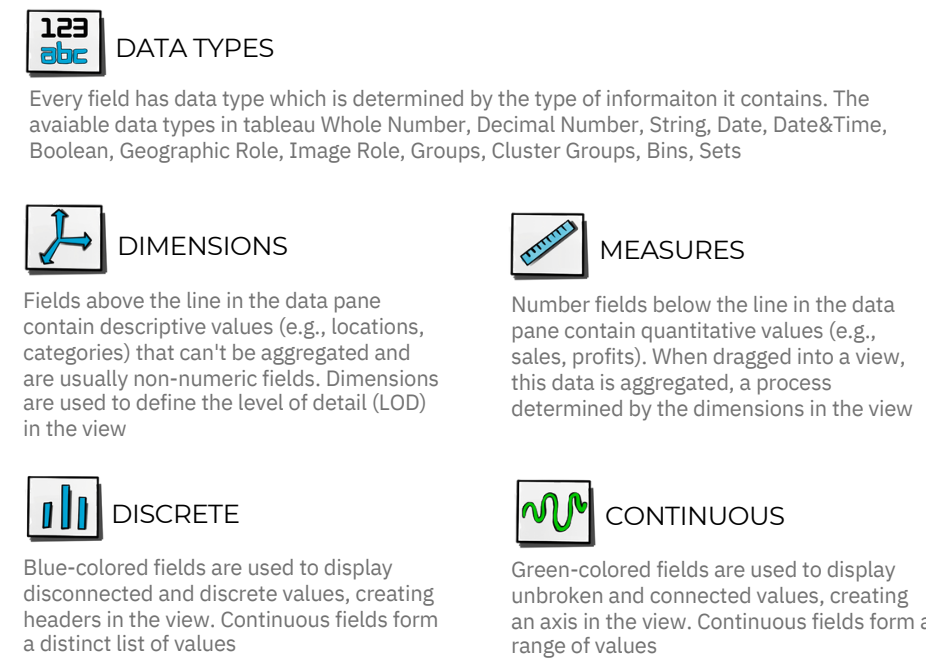 123
abc
DATA TYPES
Every field has data type which is determined by the type of informaiton it contains. The
avaiable data types in tableau Whole Number, Decimal Number, String, Date, Date&Time,
Boolean, Geographic Role, Image Role, Groups, Cluster Groups, Bins, Sets
DIMENSIONS
Fields above the line in the data pane
contain descriptive values (e.g., locations,
categories) that can't be aggregated and
are usually non-numeric fields. Dimensions
are used to define the level of detail (LOD)
in the view
MEASURES
Number fields below the line in the data
pane contain quantitative values (e.g.,
sales, profits). When dragged into a view,
this data is aggregated, a process
determined by the dimensions in the view
DISCRETE
Blue-colored fields are used to display
disconnected and discrete values, creating
headers in the view. Continuous fields form
a distinct list of values
CONTINUOUS
Green-colored fields are used to display
unbroken and connected values, creating
an axis in the view. Continuous fields form a
range of values